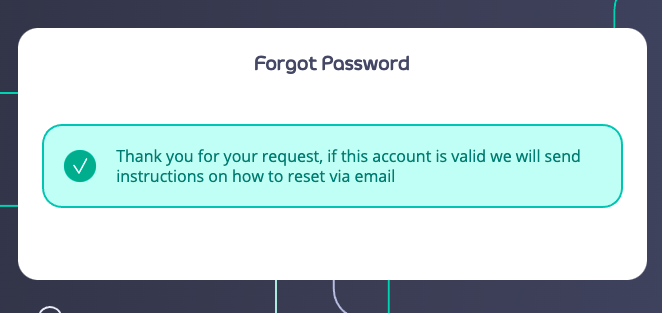 Forgot Password
Thank you for your request, if this account is valid we will send
instructions on how to reset via email